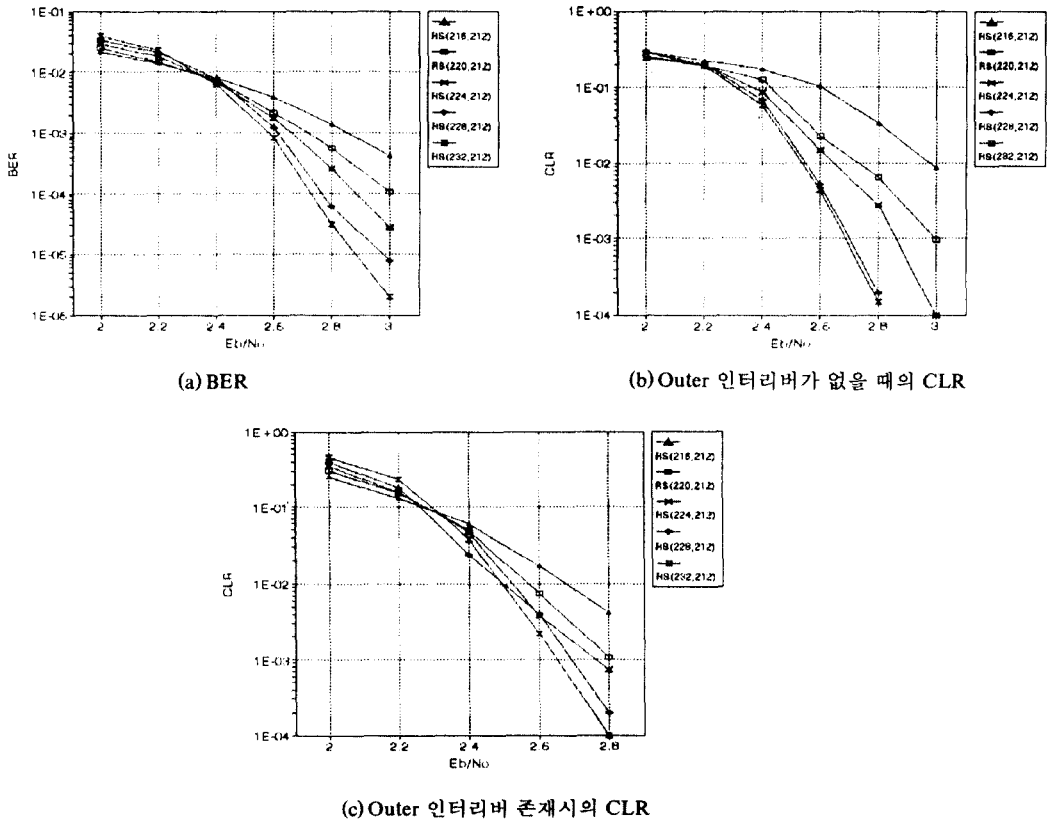 1E-01
1E-02
1E-03
1E-04
1E-05
1E-06
BER
2
2.2
2.4
2.6
2.8
3
Eb/No
RS(216,212)
RS(220,212)
RS(224,212)
RS(228,212)
RS(232,212)
(a) BER
1E+00
1E-01
1E-02
1E-03
1E-04
CLR
2
2.2
2.4
2.6
2.8
3
Eb/No
RS(216,212)
RS(220,212)
RS(224,212)
RS(228,212)
RS(232,212)
(b) Outer 인터리버가 없을 때의 CLR
1E+00
1E-01
1E-02
1E-03
1E-04
CLR
2
2.2
2.4
2.6
2.8
Eb/No
RS(216,212)
RS(220,212)
RS(224,212)
RS(228,212)
RS(232,212)
(c) Outer 인터리버 존재시의 CLR